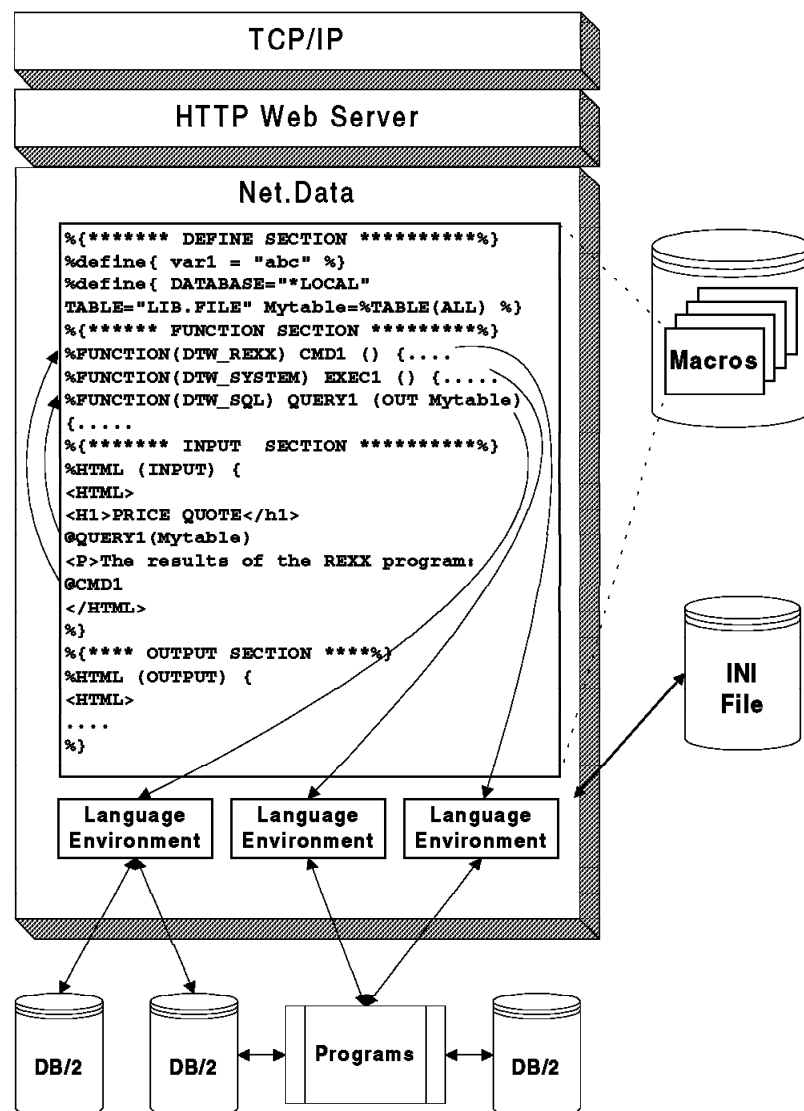 TCP/IP
HTTP Web Server
Net.Data
%{******* DEFINE SECTION **********%}
%define{ var1 = "abc" %}
%define{ DATABASE="*LOCAL"
TABLE="LIB.FILE" Mytable=%TABLE(ALL) %}
%{****** FUNCTION SECTION *********%}
%FUNCTION(DTW_REXX) CMD1 () {....
%FUNCTION(DTW_SYSTEM) EXEC1 () {.....
%FUNCTION(DTW_SQL) QUERY1 (OUT Mytable)
{.....
%{******* INPUT  SECTION **********%}
%HTML (INPUT) {
<HTML>
<H1>PRICE QUOTE</h1>
@QUERY1(Mytable)
<P>The results of the REXX program:
@CMD1
</HTML>
%}
%{**** OUTPUT SECTION ****%}
%HTML (OUTPUT) {
<HTML>
....
%}
Macros
INI
File
Language
Environment
Language
Environment
Language
Environment
DB/2
DB/2
Programs
DB/2